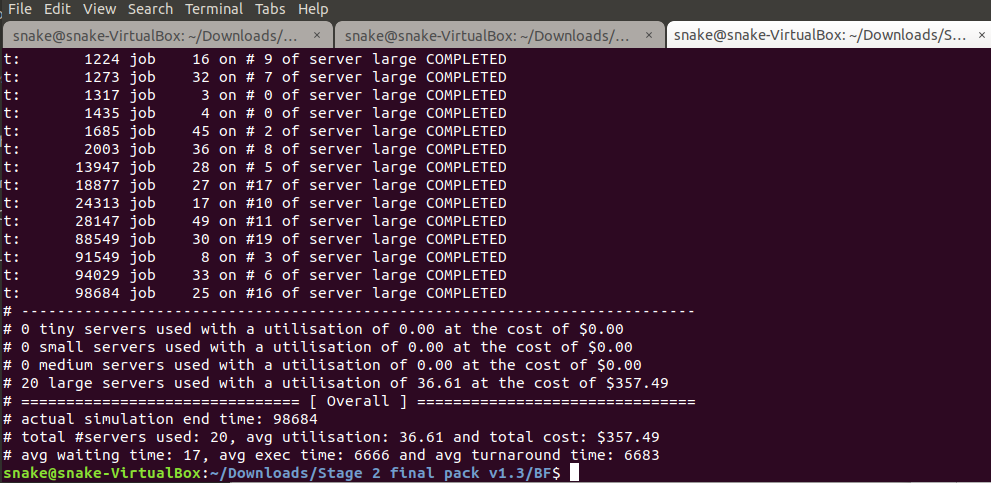 File Edit View Search Terminal Tabs Help
snake@snake-VirtualBox: ~/Downloads/... × snake@snake-VirtualBox: ~/Downloads/... × snake@snake-VirtualBox: ~/Downloads/S... ×
t: 1224 job 16 on # 9 of server large COMPLETED
t: 1273 job 32 on # 7 of server large COMPLETED
t: 1317 job 3 on # 0 of server large COMPLETED
t: 1435 job 4 on # 0 of server large COMPLETED
t: 1685 job 45 on # 2 of server large COMPLETED
t: 2003 job 36 on # 8 of server large COMPLETED
t: 13947 job 28 on # 5 of server large COMPLETED
t: 18877 job 27 on #17 of server large COMPLETED
t: 24313 job 17 on #10 of server large COMPLETED
t: 28147 job 49 on #11 of server large COMPLETED
t: 88549 job 30 on #19 of server large COMPLETED
t: 91549 job 8 on # 3 of server large COMPLETED
t: 94029 job 33 on # 6 of server large COMPLETED
t: 98684 job 25 on #16 of server large COMPLETED
# ---------------------------------------------------------------------------
# 0 tiny servers used with a utilisation of 0.00 at the cost of $0.00
# 0 small servers used with a utilisation of 0.00 at the cost of $0.00
# 0 medium servers used with a utilisation of 0.00 at the cost of $0.00
# 20 large servers used with a utilisation of 36.61 at the cost of $357.49
# =============================== [ Overall ] ===============================
# actual simulation end time: 98684
# total #servers used: 20, avg utilisation: 36.61 and total cost: $357.49
# avg waiting time: 17, avg exec time: 6666 and avg turnaround time: 6683
snake@snake-VirtualBox:~/Downloads/Stage 2 final pack v1.3/BF$